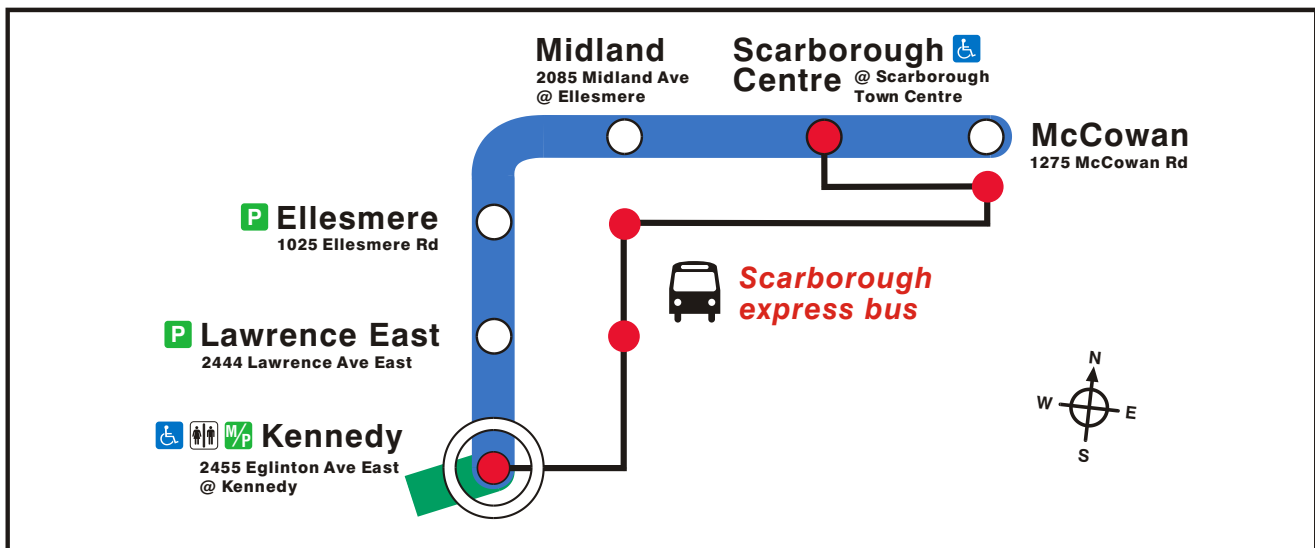 Midland
2085 Midland Ave
@ Ellesmere
Scarborough
Centre
@ Scarborough
Town Centre
McCowan
1275 McCowan Rd
P Ellesmere
1025 Ellesmere Rd
Scarborough
express bus
P Lawrence East
2444 Lawrence Ave East
M/P Kennedy
2455 Eglinton Ave East
@ Kennedy
N
W
E
S